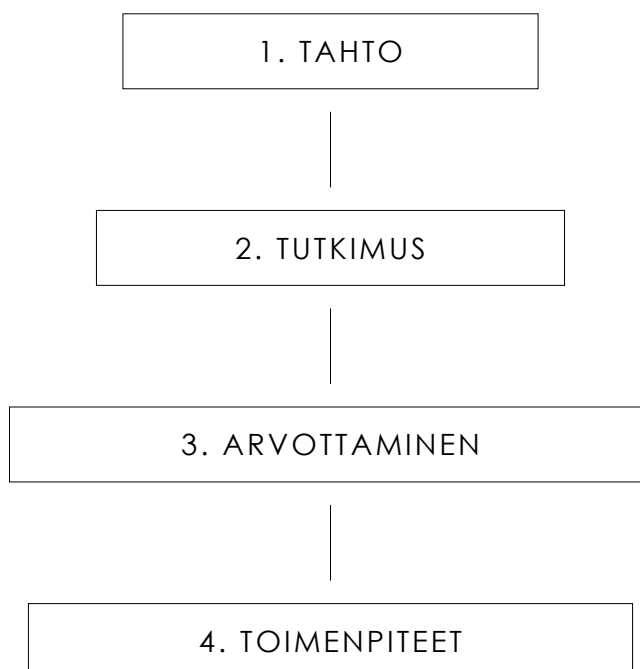 1. TAHTO
2. TUTKIMUS
3. ARVOTTAMINEN
4. TOIMENPITEET